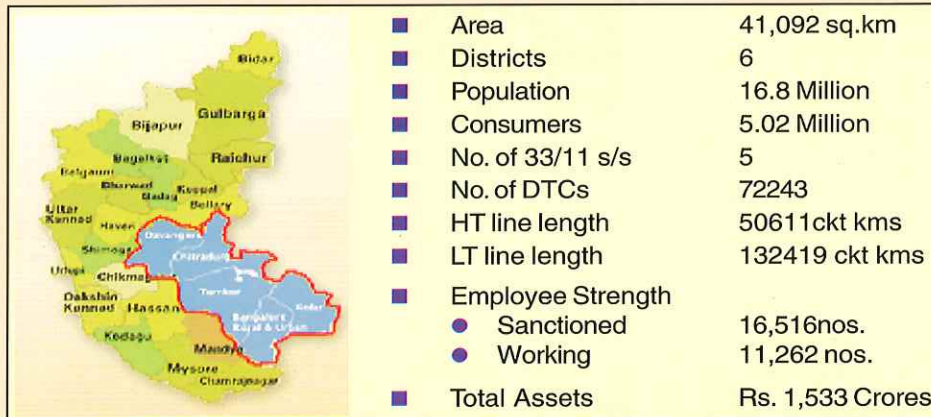 Bidar
Gulbarga
Bijapur
Bagalkot
Raichur
Belgaum
Dharwad
Koppal
Gadag
Bellary
Uttar
Kannad
Haveri
Davangere
Shimoga
Chitradurga
Udupi
Chikmagalur
Tumkur
Kolar
Dakshin
Kannad
Hassan
Bangalore
Rural & Urban
Kodagu
Mandya
Mysore
Chamrajnagar
Area 41,092 sq.km
Districts 6
Population 16.8 Million
Consumers 5.02 Million
No. of 33/11 s/s 5
No. of DTCs 72243
HT line length 50611ckt kms
LT line length 132419 ckt kms
Employee Strength
Sanctioned 16,516nos.
Working 11,262 nos.
Total Assets Rs. 1,533 Crores